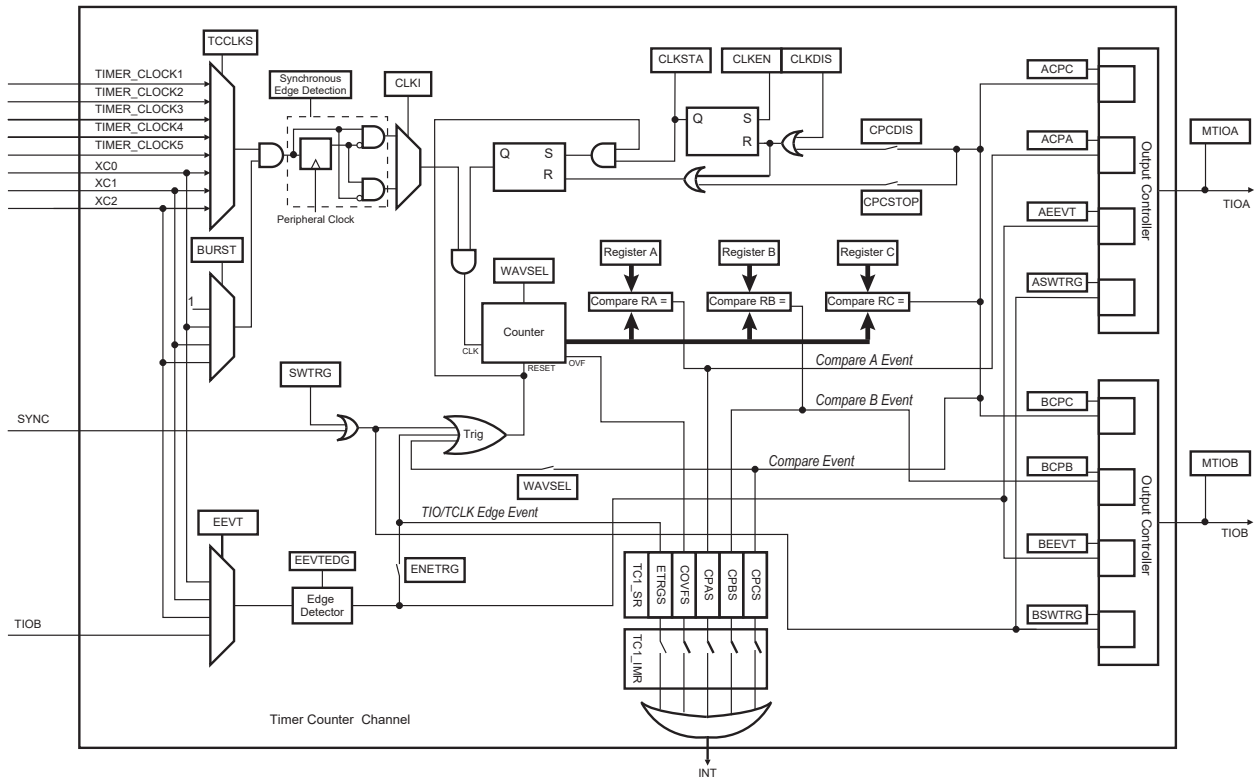 TCCLKS
TIMER_CLOCK1
TIMER_CLOCK2
TIMER_CLOCK3
TIMER_CLOCK4
TIMER_CLOCK5
XC0
XC1
XC2
Synchronous
Edge Detection
CLKI
Peripheral Clock
BURST
1
CLKSTA
CLKEN
CLKDIS
Q
S
R
Q
S
R
CPCDIS
CPCSTOP
ACPC
ACPA
AEEVT
ASWTRG
Output Controller
MTIOA
TIOA
Register A
Register B
Register C
Compare RA =
Compare RB =
Compare RC =
WAVSEL
Counter
CLK
RESET
OVF
SWTRG
SYNC
Trig
WAVSEL
Compare A Event
Compare B Event
Compare Event
TIO/TCLK Edge Event
BCPC
BCPB
BEEVT
BSWTRG
Output Controller
MTIOB
TIOB
EEVT
EEVTEDG
Edge
Detector
ENETRG
TIOB
TC1_SR
ETRGS
COVFS
CPAS
CPBS
CPCS
TC1_IMR
Timer Counter Channel
INT